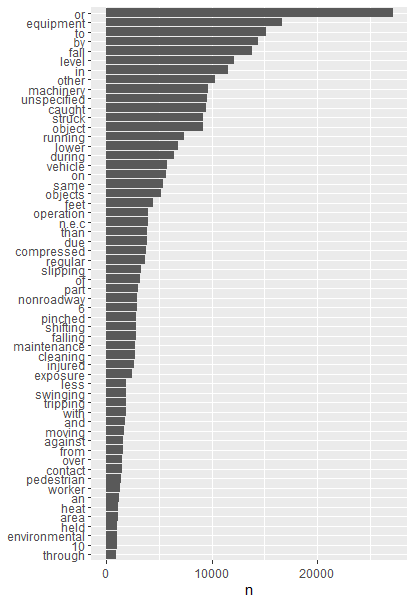 or
equipment
to
by
fall
level
in
other
machinery
unspecified
caught
struck
object
running
lower
during
vehicle
on
same
objects
feet
operation
n.e.c
than
due
compressed
regular
slipping
of
part
nonroadway
6
pinched
shifting
falling
maintenance
cleaning
injured
exposure
less
swinging
tripping
with
and
moving
against
from
over
contact
pedestrian
worker
an
heat
area
held
environmental
10
through
0 10000 20000
n